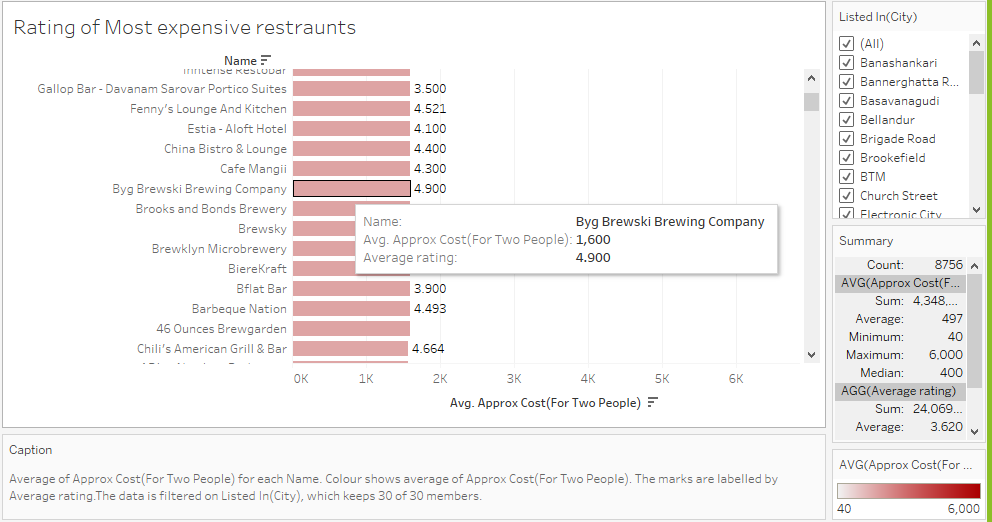 Rating of Most expensive restraunts
Name
Inntense Restobar
Gallop Bar - Davanam Sarovar Portico Suites 3.500
Fenny's Lounge And Kitchen 4.521
Estia - Aloft Hotel 4.100
China Bistro & Lounge 4.400
Cafe Mangii 4.300
Byg Brewski Brewing Company 4.900
Brooks and Bonds Brewery
Brewsky
Brewklyn Microbrewery
BiereKraft
Bflat Bar 3.900
Barbeque Nation 4.493
46 Ounces Brewgarden
Chili's American Grill & Bar 4.664
Name: Byg Brewski Brewing Company
Avg. Approx Cost(For Two People): 1,600
Average rating: 4.900
0K 1K 2K 3K 4K 5K 6K
Avg. Approx Cost(For Two People)
Caption
Average of Approx Cost(For Two People) for each Name. Colour shows average of Approx Cost(For Two People). The marks are labelled by
Average rating.The data is filtered on Listed In(City), which keeps 30 of 30 members.
Listed In(City)
(All)
Banashankari
Bannerghatta R...
Basavanagudi
Bellandur
Brigade Road
Brookefield
BTM
Church Street
Electronic City
Summary
Count: 8756
AVG(Approx Cost(F...
Sum: 4,348,...
Average: 497
Minimum: 40
Maximum: 6,000
Median: 400
AGG(Average rating)
Sum: 24,069...
Average: 3.620
AVG(Approx Cost(For ...
40 6,000